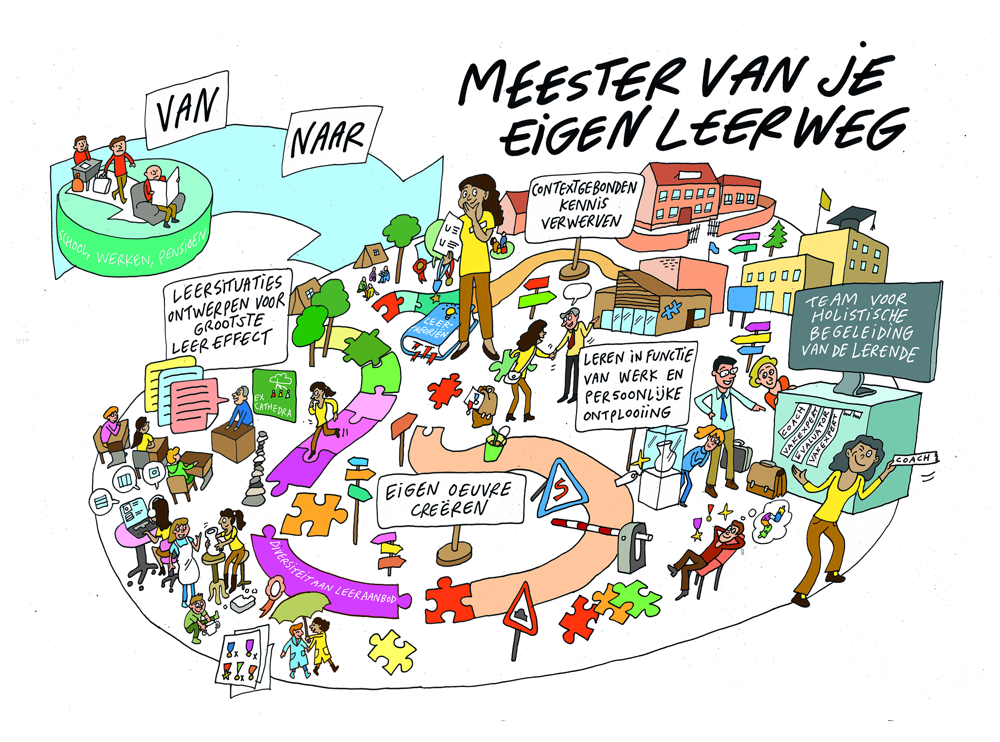 MEESTER VAN JE
EIGEN LEERWEG
VAN
NAAR
SCHOOL, WERKEN, PENSIOEN
CONTEXTGEBONDEN
KENNIS
VERWERVEN
LEERSITUATIES
ONTWERPEN VOOR
GROOTSTE
LEER EFFECT
LEER-
THEORIËN
TEAM VOOR
HOLISTISCHE
BEGELEIDING
VAN DE LERENDE
LEREN IN FUNCTIE
VAN WERK EN
PERSOONLIJKE
ONTPLOOIING
EX
CATHEDRA
COACH
VAKEXPERT
EVALUATOR
VAKEXPERT
COACH
EIGEN OEUVRE
CREËREN
S
DIVERSITEIT AAN LEERAANBOD